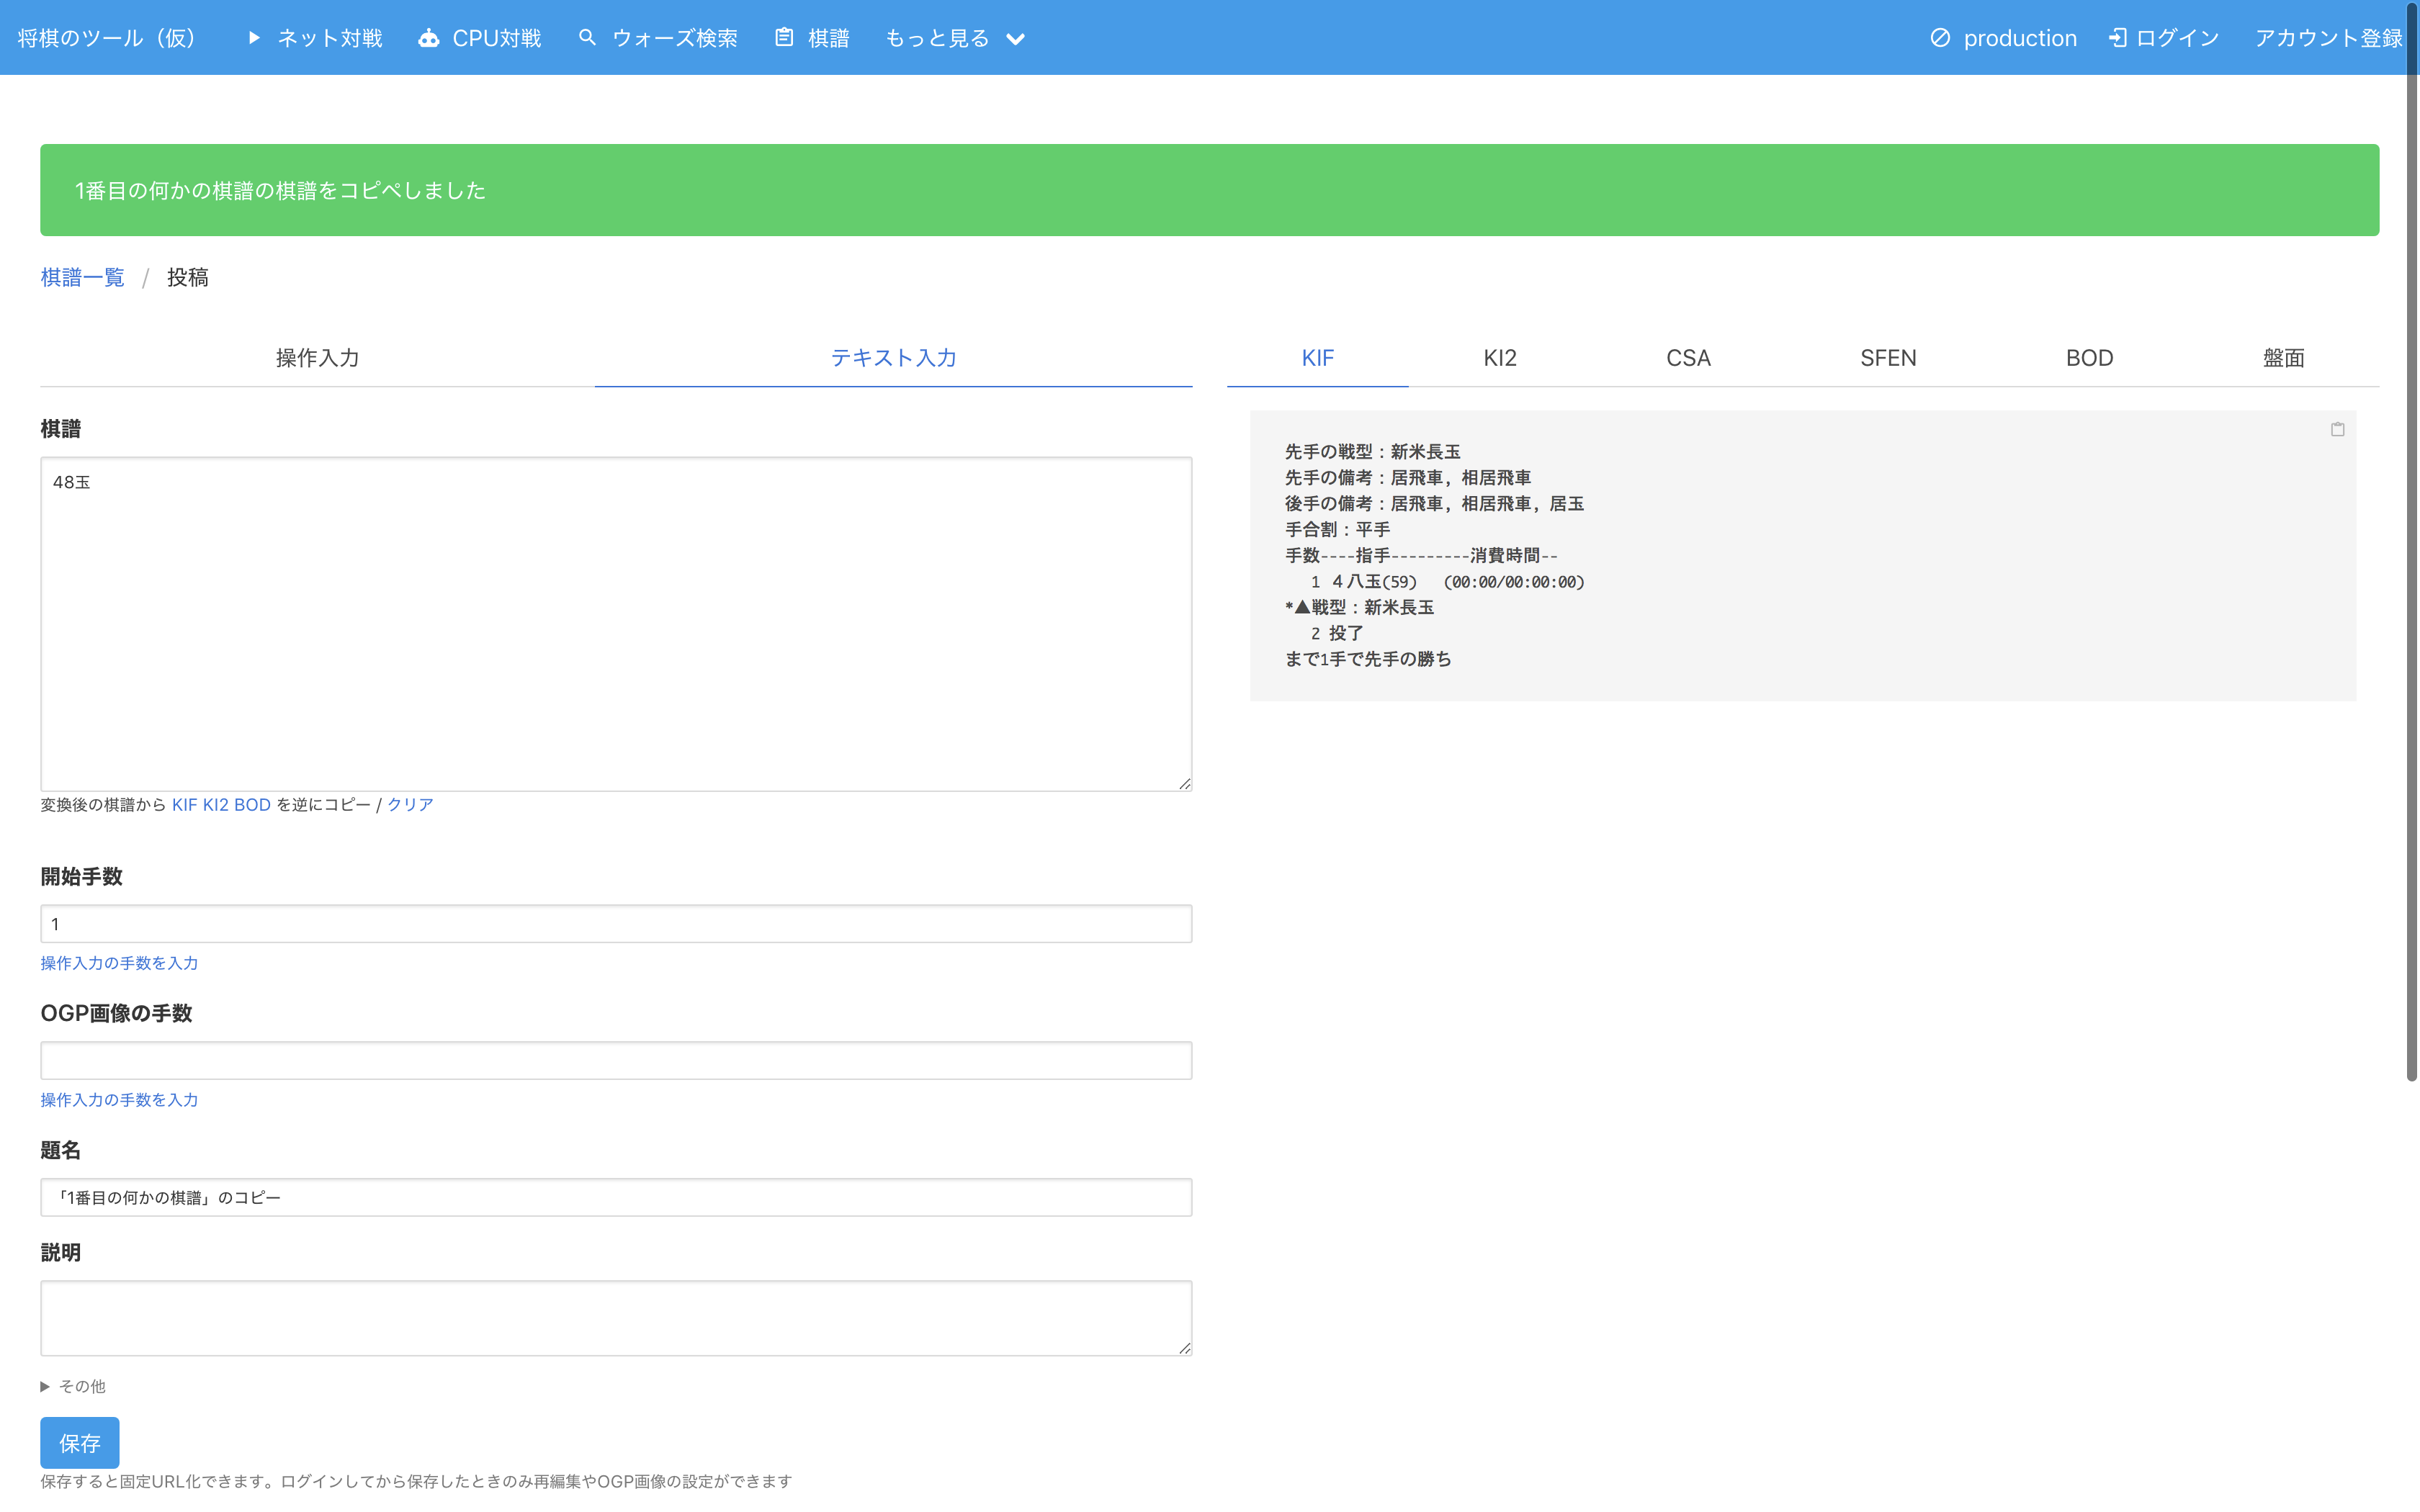 将棋のツール（仮） ネット対戦 CPU対戦 ウォーズ検索 棋譜 もっと見る production ログイン アカウント登録
1番目の何かの棋譜の棋譜をコピペしました
棋譜一覧 / 投稿
操作入力 テキスト入力
棋譜
48玉
変換後の棋譜から KIF KI2 BOD を逆にコピー / クリア
開始手数
1
操作入力の手数を入力
OGP画像の手数
操作入力の手数を入力
題名
「1番目の何かの棋譜」のコピー
説明
その他
保存
保存すると固定URL化できます。ログインしてから保存したときのみ再編集やOGP画像の設定ができます
KIF KI2 CSA SFEN BOD 盤面
先手の戦型：新米長玉
先手の備考：居飛車, 相居飛車
後手の備考：居飛車, 相居飛車, 居玉
手合割：平手
手数----指手---------消費時間--
1 ４八玉(59) (00:00/00:00:00)
*▲戦型：新米長玉
2 投了
まで1手で先手の勝ち